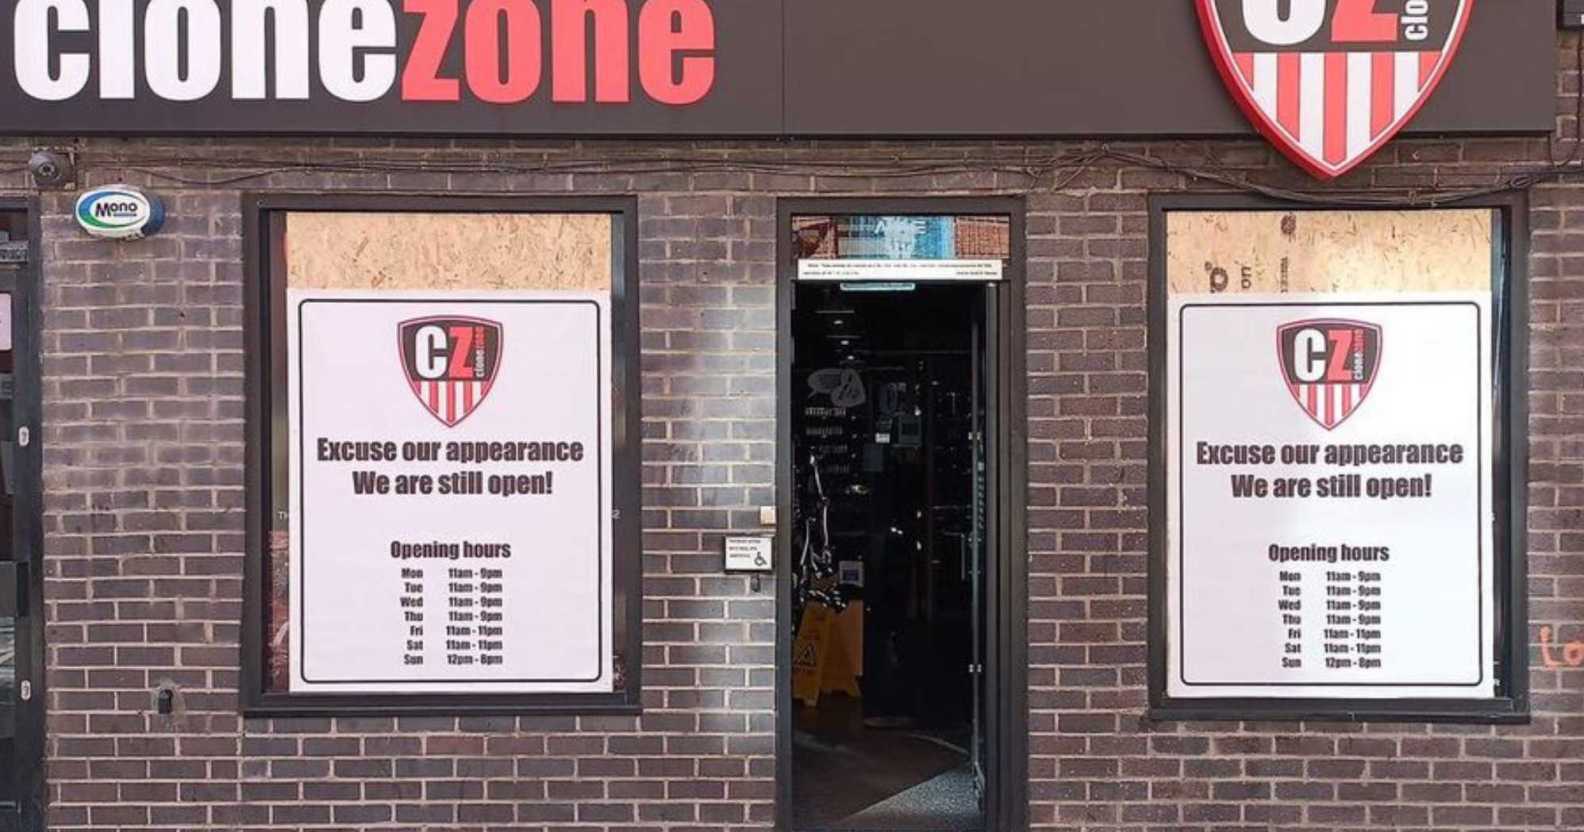 clonezone
CZ
clo
Mono
CZ
clonezone
Excuse our appearance
We are still open!
Opening hours
Mon 11am - 9pm
Tue 11am - 9pm
Wed 11am - 9pm
Thu 11am - 9pm
Fri 11am - 11pm
Sat 11am - 11pm
Sun 12pm - 8pm
CZ
clonezone
Excuse our appearance
We are still open!
Opening hours
Mon 11am - 9pm
Tue 11am - 9pm
Wed 11am - 9pm
Thu 11am - 9pm
Fri 11am - 11pm
Sat 11am - 11pm
Sun 12pm - 8pm